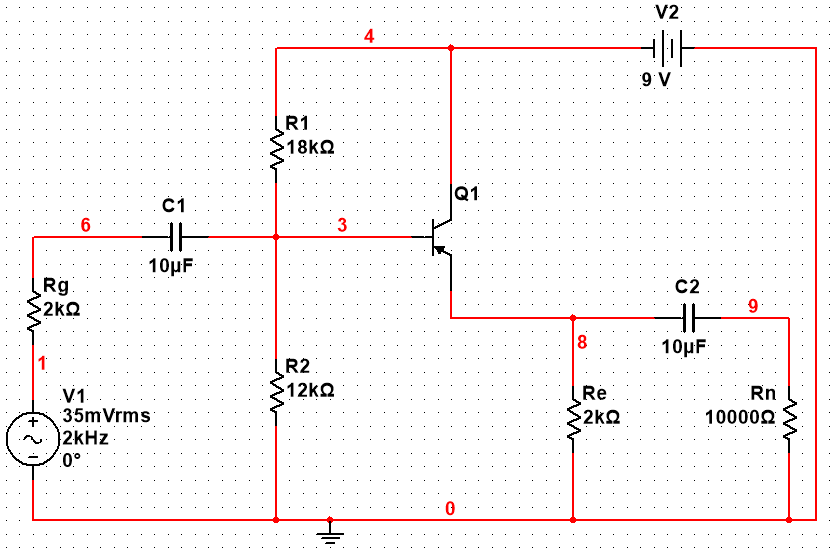 V2
4
9 V
R1
18kΩ
Q1
C1
6
3
10µF
Rg
2kΩ
C2
9
8
10µF
1
R2
12kΩ
V1
35mVrms
2kHz
0°
Re
2kΩ
Rn
10000Ω
0